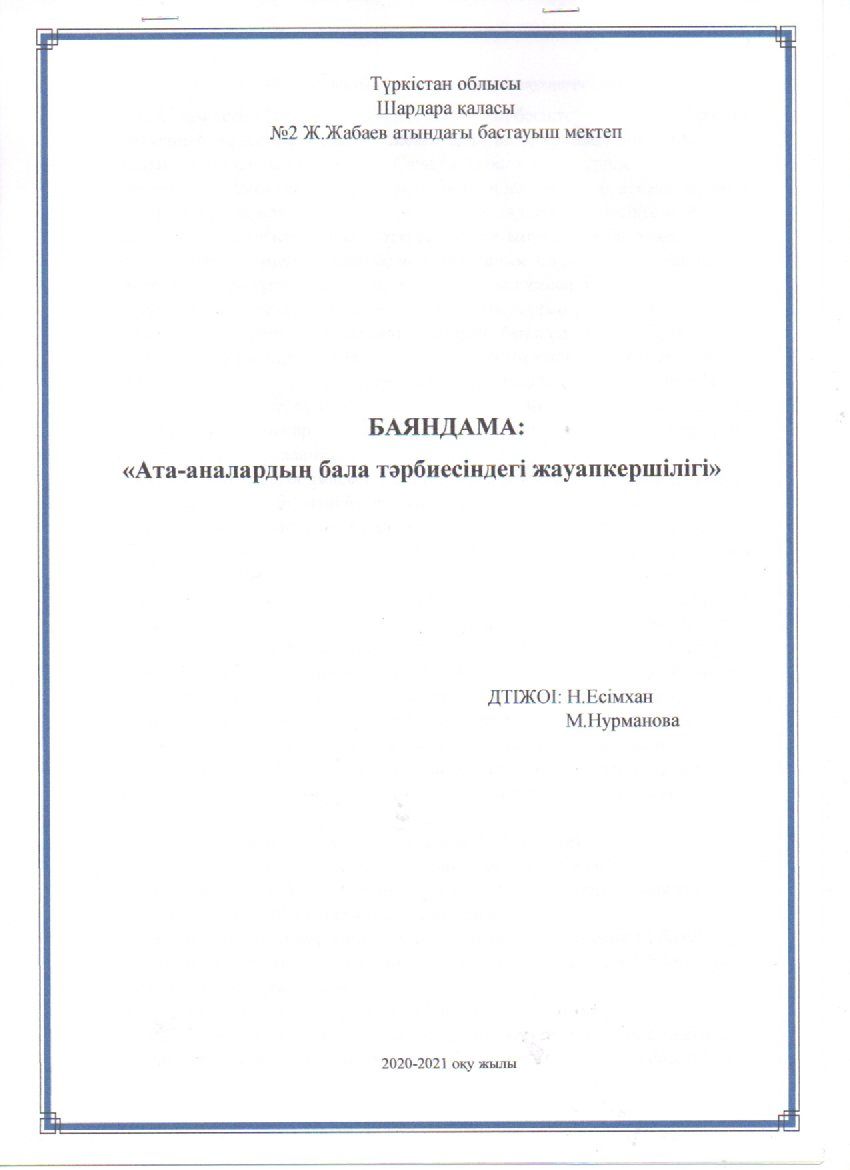 Түркістан облысы
Шардара қаласы
№2 Ж.Жабаев атындағы бастауыш мектеп
БАЯНДАМА:
«Ата-аналардың бала тәрбиесіндегі жауапкершілігі»
ДТІЖОІ: Н.Есімхан
М.Нурманова
2020-2021 оқу жылы